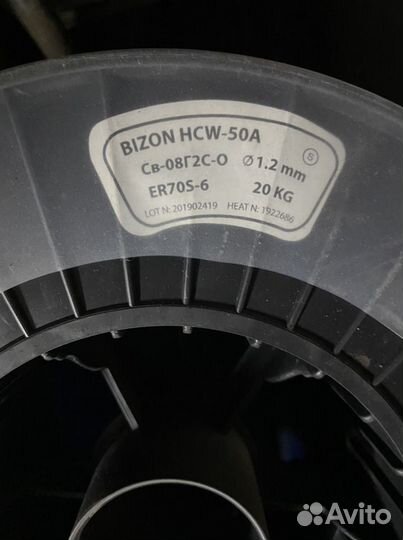 BIZON HCW-50A
S
Св-08Г2С-О Ø 1.2 mm
ER70S-6 20 KG
LOT N: 201902419 HEAT N: 1922686
Avito